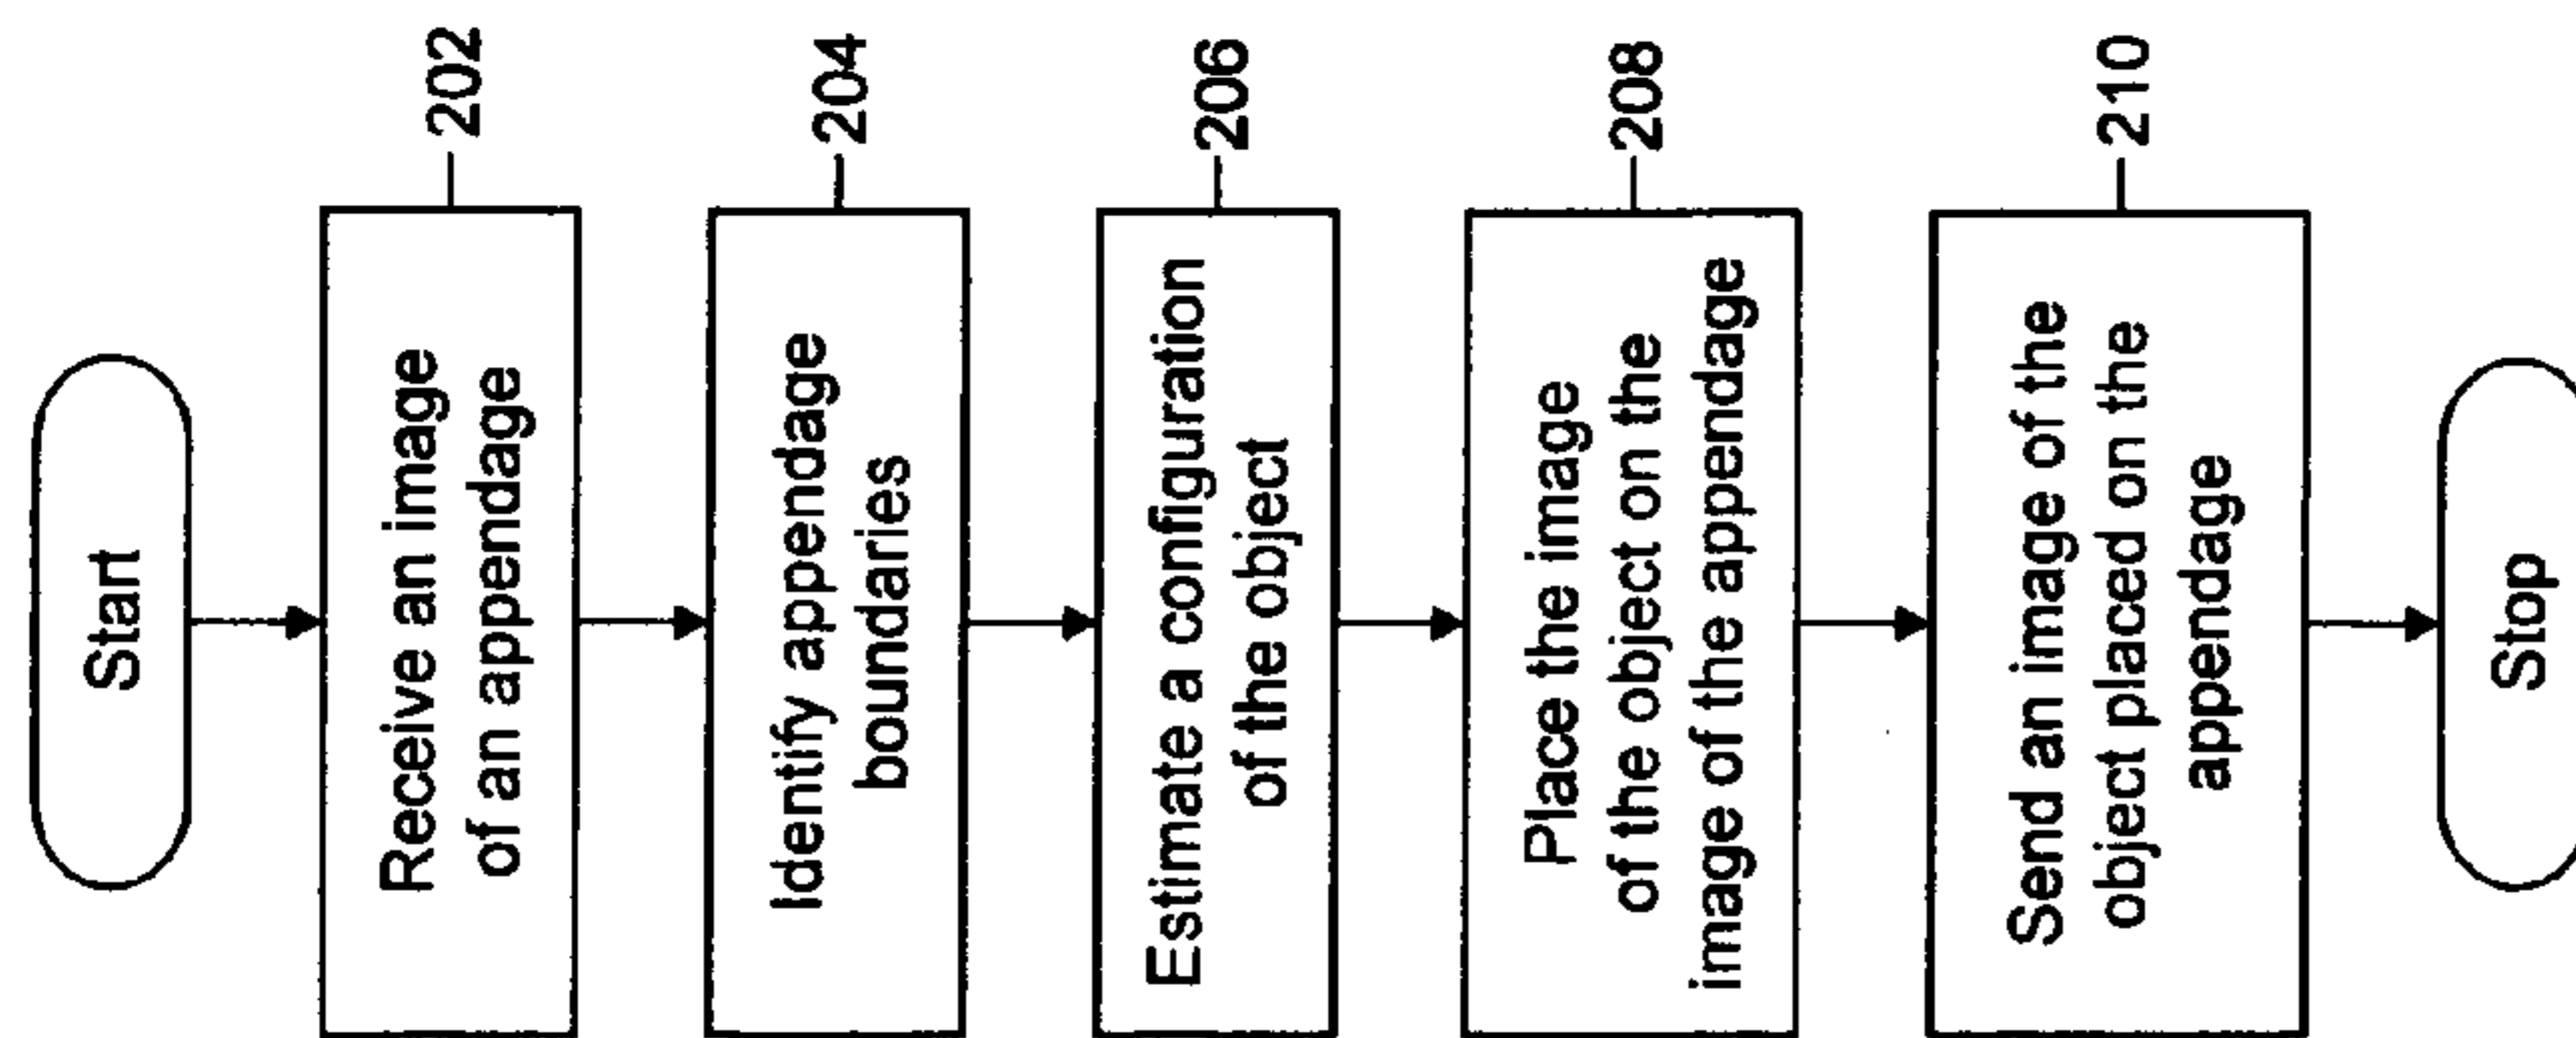 Start
Receive an image
of an appendage
202
Identify appendage
boundaries
204
Estimate a configuration
of the object
206
Place the image
of the object on the
image of the appendage
208
Send an image of the
object placed on the
appendage
210
Stop